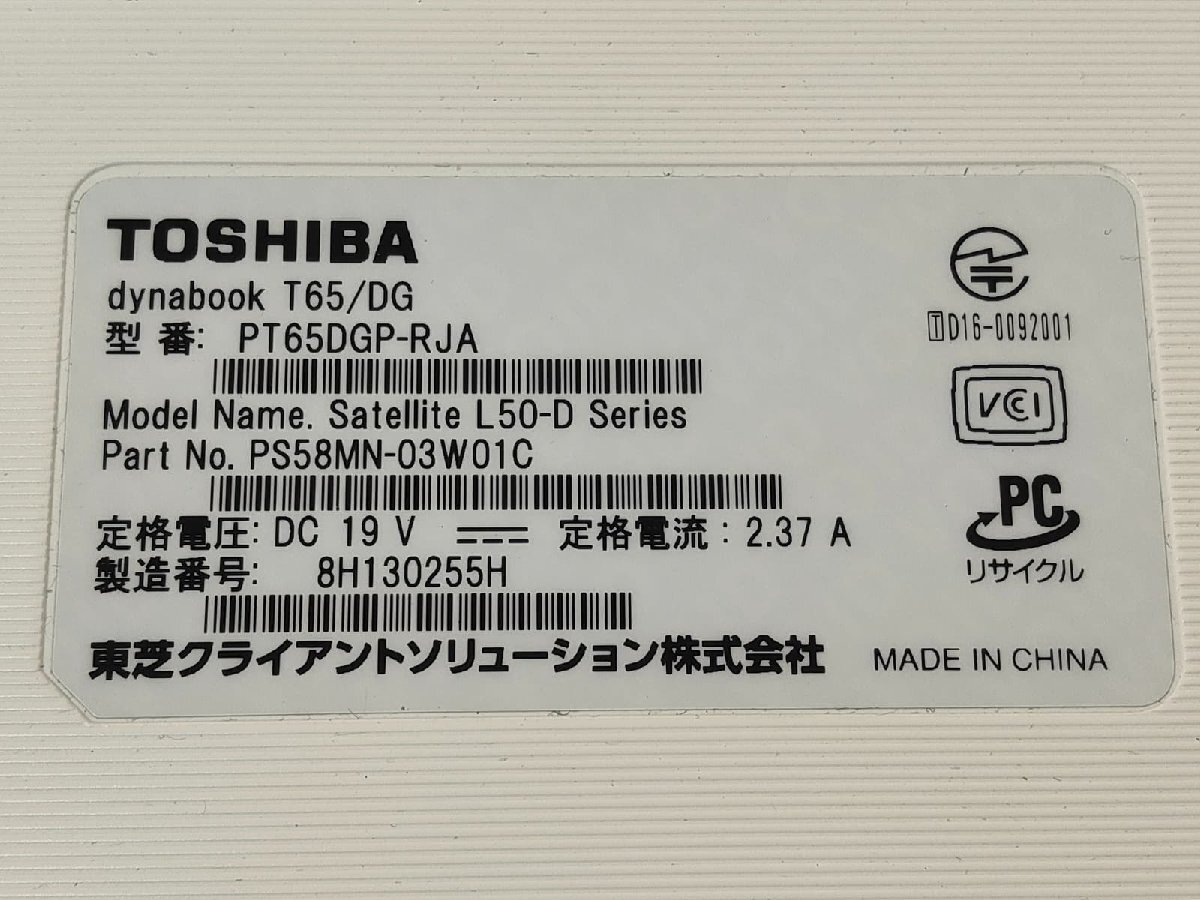 TOSHIBA
dynabook T65/DG
型 番: PT65DGP-RJA
Model Name. Satellite L50-D Series
Part No. PS58MN-03W01C
定格電圧: DC 19 V 定格電流 : 2.37 A
製造番号: 8H130255H
東芝クライアントソリューション株式会社
MADE IN CHINA
T D16-0092001
VCCI
PC
リサイクル